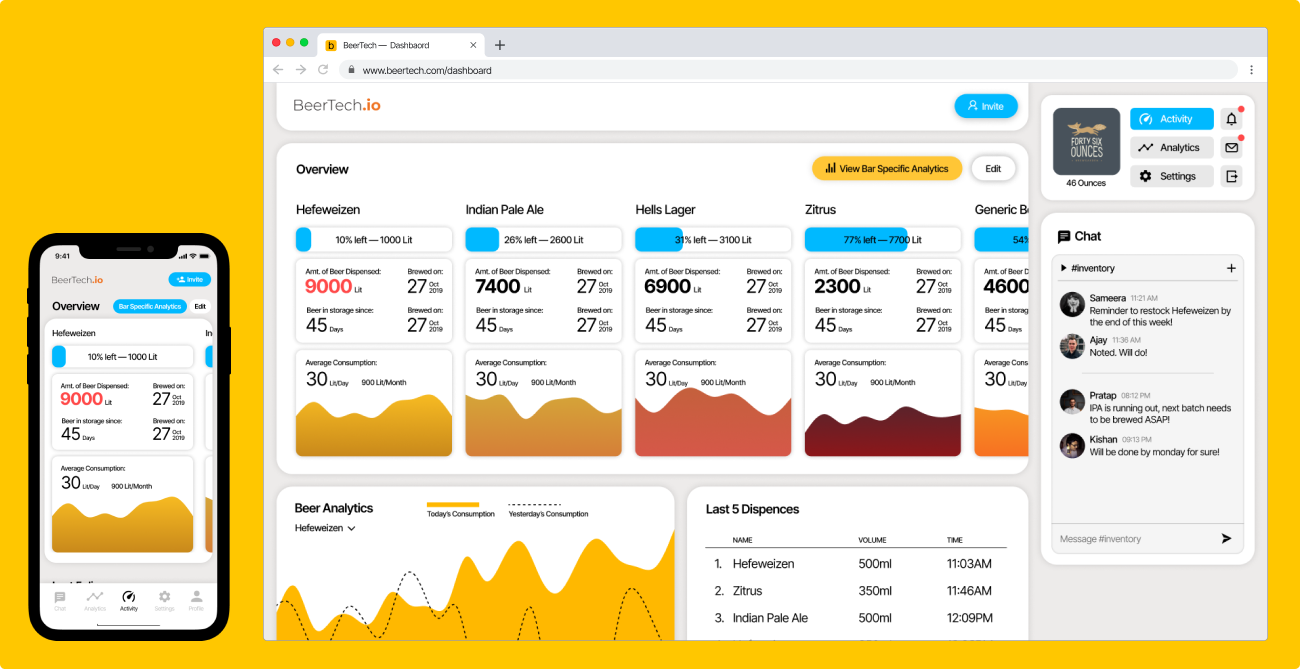 b BeerTech — Dashbaord
www.beertech.com/dashboard
BeerTech.io
Invite
Overview
View Bar Specific Analytics
Edit
Hefeweizen
10% left — 1000 Lit
Amt. of Beer Dispensed:
9000 Lit
Brewed on:
27 Oct 2019
Beer in storage since:
45 Days
Brewed on:
27 Oct 2019
Average Consumption:
30 Lit/Day 900 Lit/Month
Indian Pale Ale
26% left — 2600 Lit
Amt. of Beer Dispensed:
7400 Lit
Brewed on:
27 Oct 2019
Beer in storage since:
45 Days
Brewed on:
27 Oct 2019
Average Consumption:
30 Lit/Day 900 Lit/Month
Hells Lager
31% left — 3100 Lit
Amt. of Beer Dispensed:
6900 Lit
Brewed on:
27 Oct 2019
Beer in storage since:
45 Days
Brewed on:
27 Oct 2019
Average Consumption:
30 Lit/Day 900 Lit/Month
Zitrus
77% left — 7700 Lit
Amt. of Beer Dispensed:
2300 Lit
Brewed on:
27 Oct 2019
Beer in storage since:
45 Days
Brewed on:
27 Oct 2019
Average Consumption:
30 Lit/Day 900 Lit/Month
Generic B
54%
Amt. of Beer D
4600
Beer in storag
45 Days
Average Cons
30 Lit/D
Beer Analytics
Hefeweizen
Today's Consumption
Yesterday's Consumption
Last 5 Dispences
NAME VOLUME TIME
1. Hefeweizen 500ml 11:03AM
2. Zitrus 350ml 11:46AM
3. Indian Pale Ale 500ml 12:09PM
FORTY SIX
OUNCES
46 Ounces
Activity
Analytics
Settings
Chat
#inventory
Sameera 11:21 AM
Reminder to restock Hefeweizen by
the end of this week!
Ajay 11:36 AM
Noted. Will do!
Pratap 08:12 PM
IPA is running out, next batch needs
to be brewed ASAP!
Kishan 09:13 PM
Will be done by monday for sure!
Message #inventory
9:41
BeerTech.io
Invite
Overview
Bar Specific Analytics
Edit
Hefeweizen
In
10% left — 1000 Lit
Amt. of Beer Dispensed:
9000 Lit
Brewed on:
27 Oct 2019
Beer in storage since:
45 Days
Brewed on:
27 Oct 2019
Average Consumption:
30 Lit/Day 900 Lit/Month
Chat
Analytics
Activity
Settings
Profile